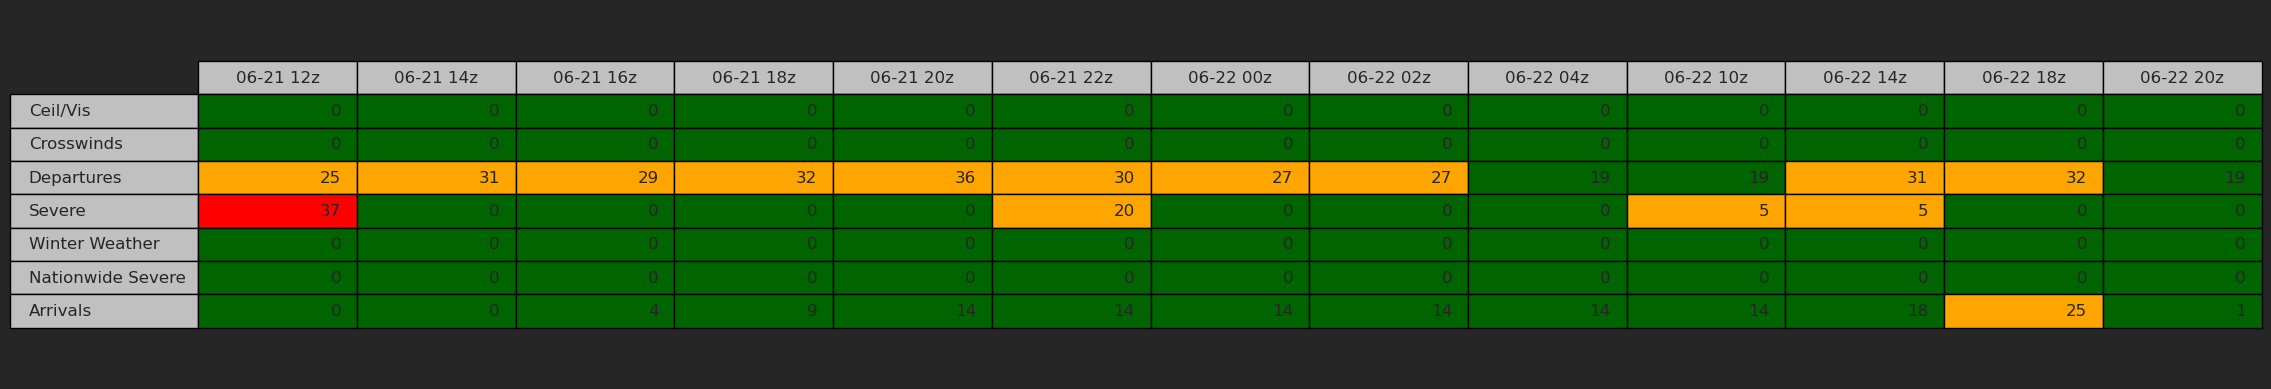 06-21 12z 06-21 14z 06-21 16z 06-21 18z 06-21 20z 06-21 22z 06-22 00z 06-22 02z 06-22 04z 06-22 10z 06-22 14z 06-22 18z 06-22 20z
Ceil/Vis 0 0 0 0 0 0 0 0 0 0 0 0 0
Crosswinds 0 0 0 0 0 0 0 0 0 0 0 0 0
Departures 25 31 29 32 36 30 27 27 19 19 31 32 19
Severe 37 0 0 0 0 20 0 0 0 5 5 0 0
Winter Weather 0 0 0 0 0 0 0 0 0 0 0 0 0
Nationwide Severe 0 0 0 0 0 0 0 0 0 0 0 0 0
Arrivals 0 0 4 9 14 14 14 14 14 14 18 25 1